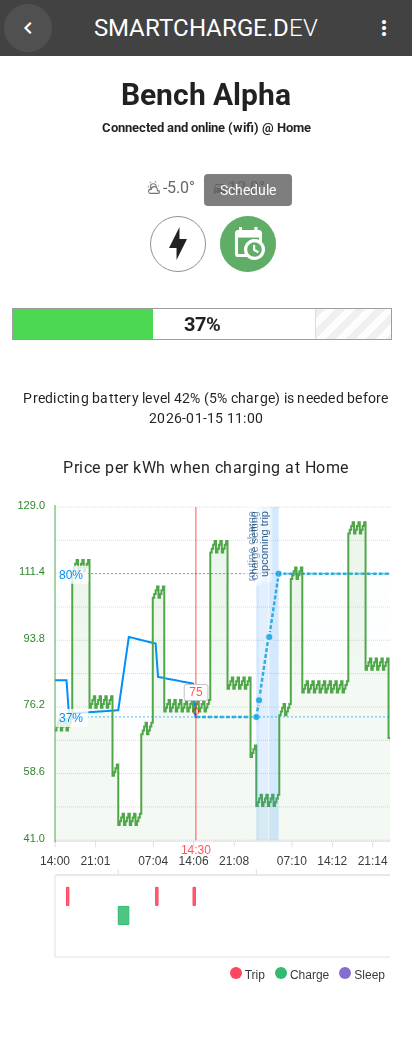 SMARTCHARGE.DEV
Bench Alpha
Connected and online (wifi) @ Home
-5.0°
Schedule
37%
Predicting battery level 42% (5% charge) is needed before
2026-01-15 11:00
Price per kWh when charging at Home
129.0
111.4
93.8
76.2
58.6
41.0
80%
37%
75
charge setting
upcoming trip
14:30
14:00 21:01 07:04 14:06 21:08 07:10 14:12 21:14
Trip Charge Sleep